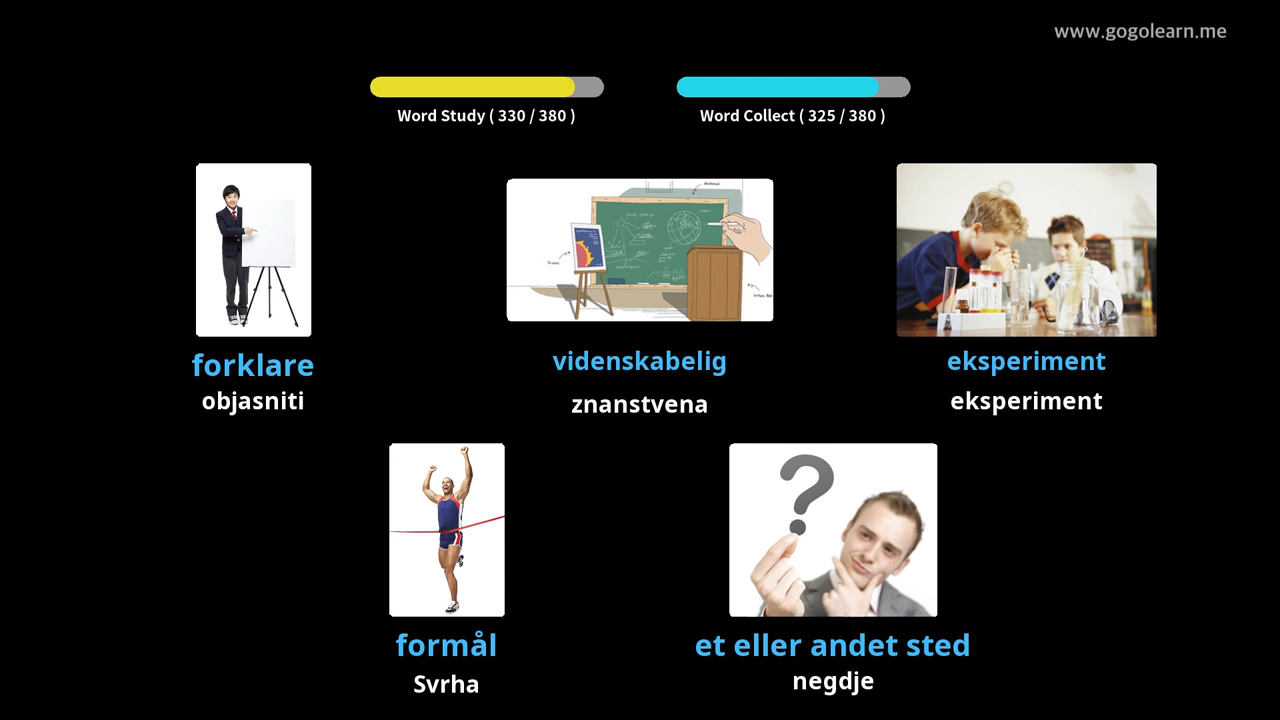 www.gogolearn.me
Word Study ( 330 / 380 )
Word Collect ( 325 / 380 )
forklare
objasniti
videnskabelig
znanstvena
eksperiment
eksperiment
formål
Svrha
et eller andet sted
negdje